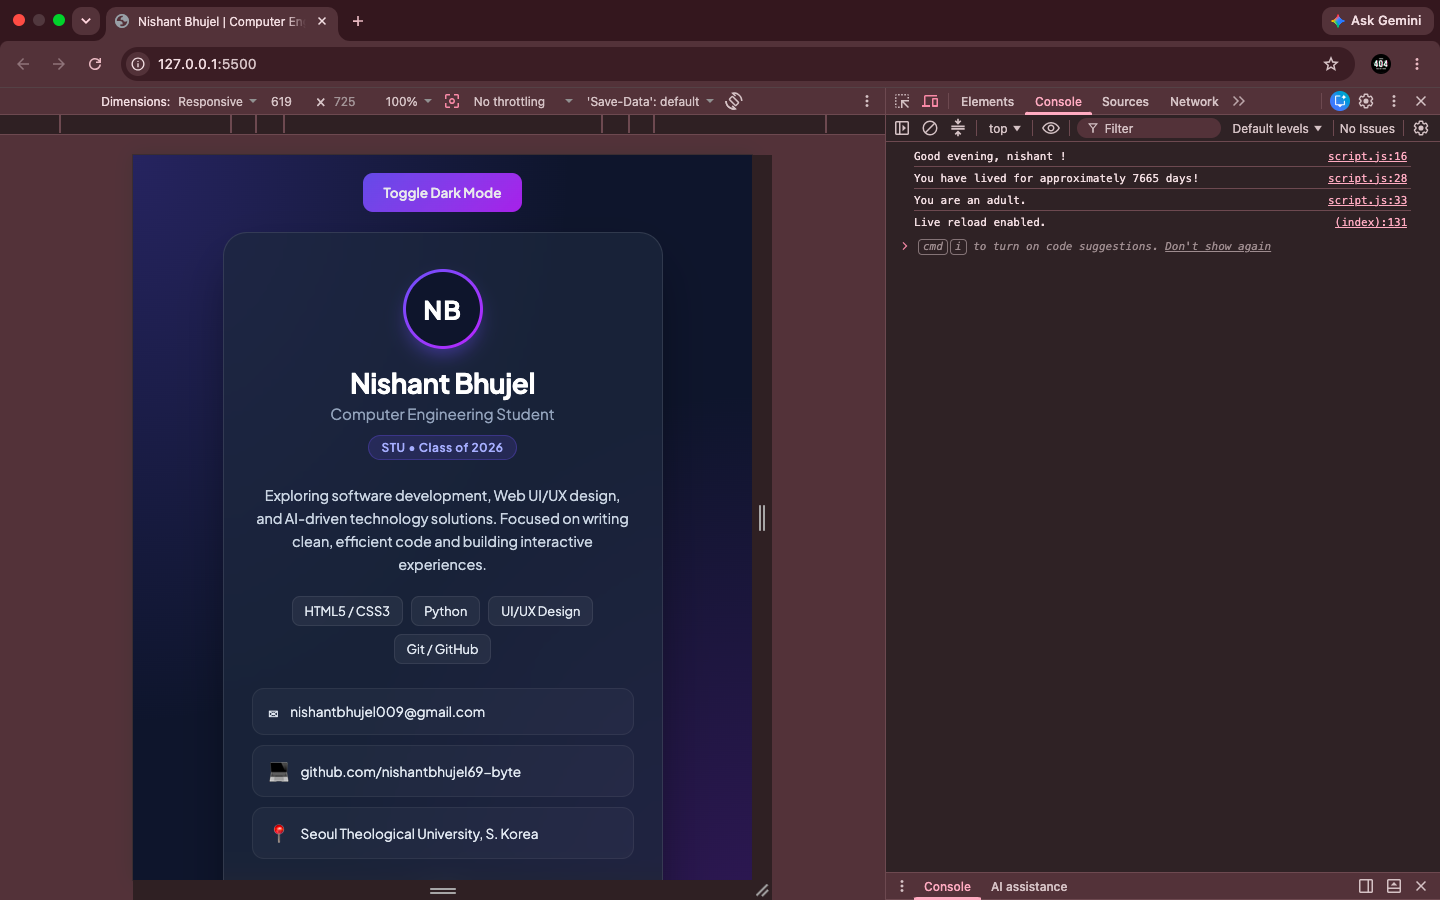 Nishant Bhujel | Computer En
Ask Gemini
127.0.0.1:5500
Dimensions: Responsive 619 × 725 100% No throttling 'Save-Data': default
Elements Console Sources Network
top Filter Default levels No Issues
Toggle Dark Mode
NB
Nishant Bhujel
Computer Engineering Student
STU • Class of 2026
Exploring software development, Web UI/UX design,
and AI-driven technology solutions. Focused on writing
clean, efficient code and building interactive
experiences.
HTML5 / CSS3 Python UI/UX Design
Git / GitHub
nishantbhujel009@gmail.com
github.com/nishantbhujel69-byte
Seoul Theological University, S. Korea
Good evening, nishant ! script.js:16
You have lived for approximately 7665 days! script.js:28
You are an adult. script.js:33
Live reload enabled. (index):131
cmd i to turn on code suggestions. Don't show again
Console AI assistance
404